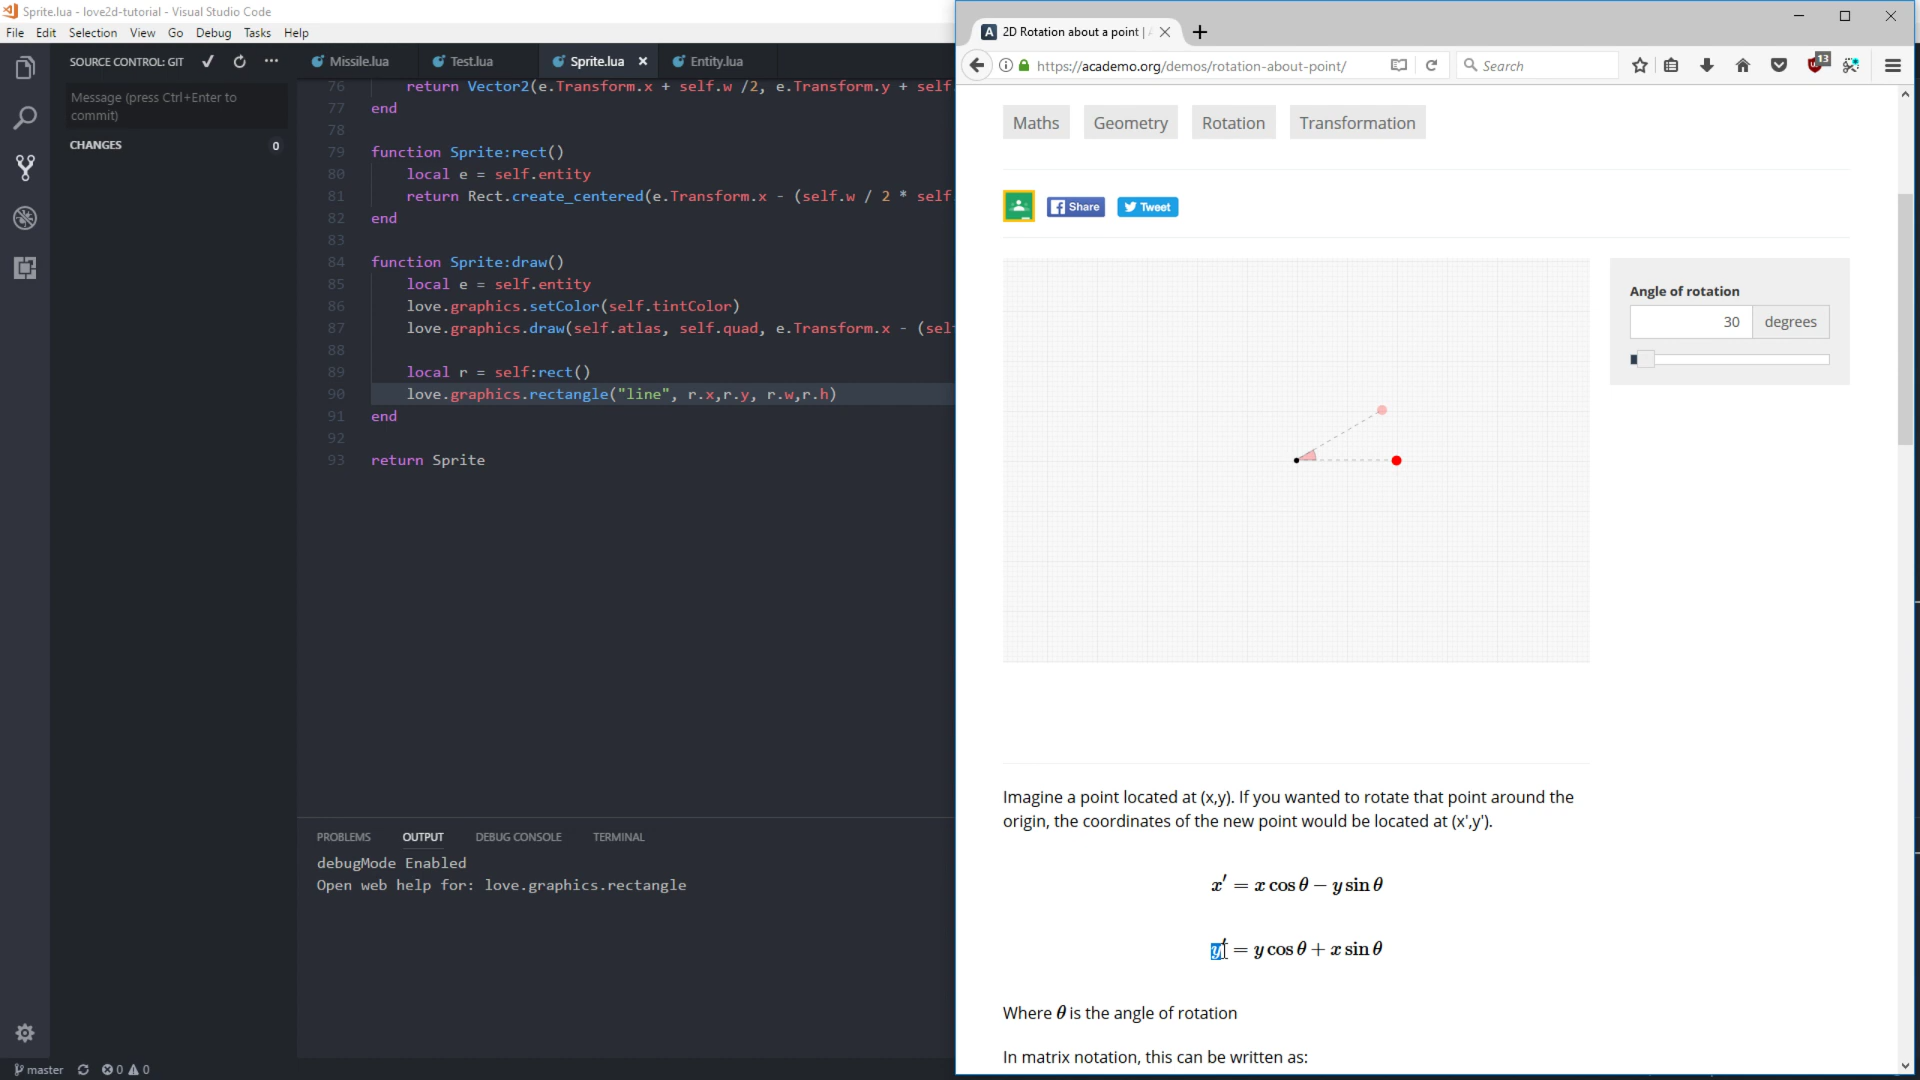 Sprite.lua - love2d-tutorial - Visual Studio Code
File Edit Selection View Go Debug Tasks Help
SOURCE CONTROL: GIT
Message (press Ctrl+Enter to
commit)
CHANGES 0
Missile.lua Test.lua Sprite.lua Entity.lua
76 return Vector2(e.Transform.x + self.w /2, e.Transform.y + self.
77 end
78
79 function Sprite:rect()
80 local e = self.entity
81 return Rect.create_centered(e.Transform.x - (self.w / 2 * self.
82 end
83
84 function Sprite:draw()
85 local e = self.entity
86 love.graphics.setColor(self.tintColor)
87 love.graphics.draw(self.atlas, self.quad, e.Transform.x - (sel
88
89 local r = self:rect()
90 love.graphics.rectangle("line", r.x,r.y, r.w,r.h)
91 end
92
93 return Sprite
PROBLEMS OUTPUT DEBUG CONSOLE TERMINAL
debugMode Enabled
Open web help for: love.graphics.rectangle
master 0 0
2D Rotation about a point |
https://academo.org/demos/rotation-about-point/
Search
13
Maths Geometry Rotation Transformation
Share Tweet
Angle of rotation
30 degrees
Imagine a point located at (x,y). If you wanted to rotate that point around the
origin, the coordinates of the new point would be located at (x',y').
x′ = x cos θ − y sin θ
y′ = y cos θ + x sin θ
Where θ is the angle of rotation
In matrix notation, this can be written as: